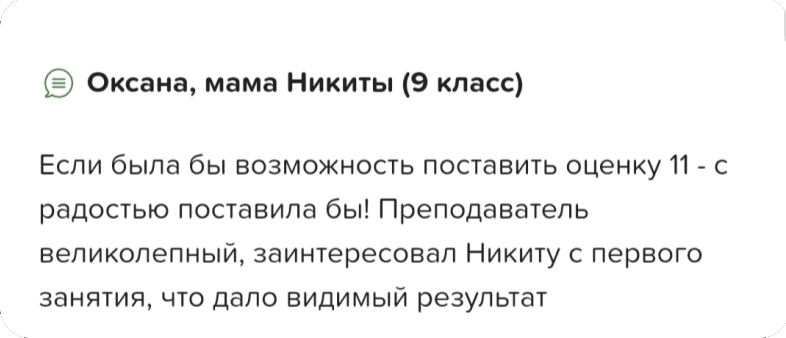 Оксана, мама Никиты (9 класс)
Если была бы возможность поставить оценку 11 - с
радостью поставила бы! Преподаватель
великолепный, заинтересовал Никиту с первого
занятия, что дало видимый результат